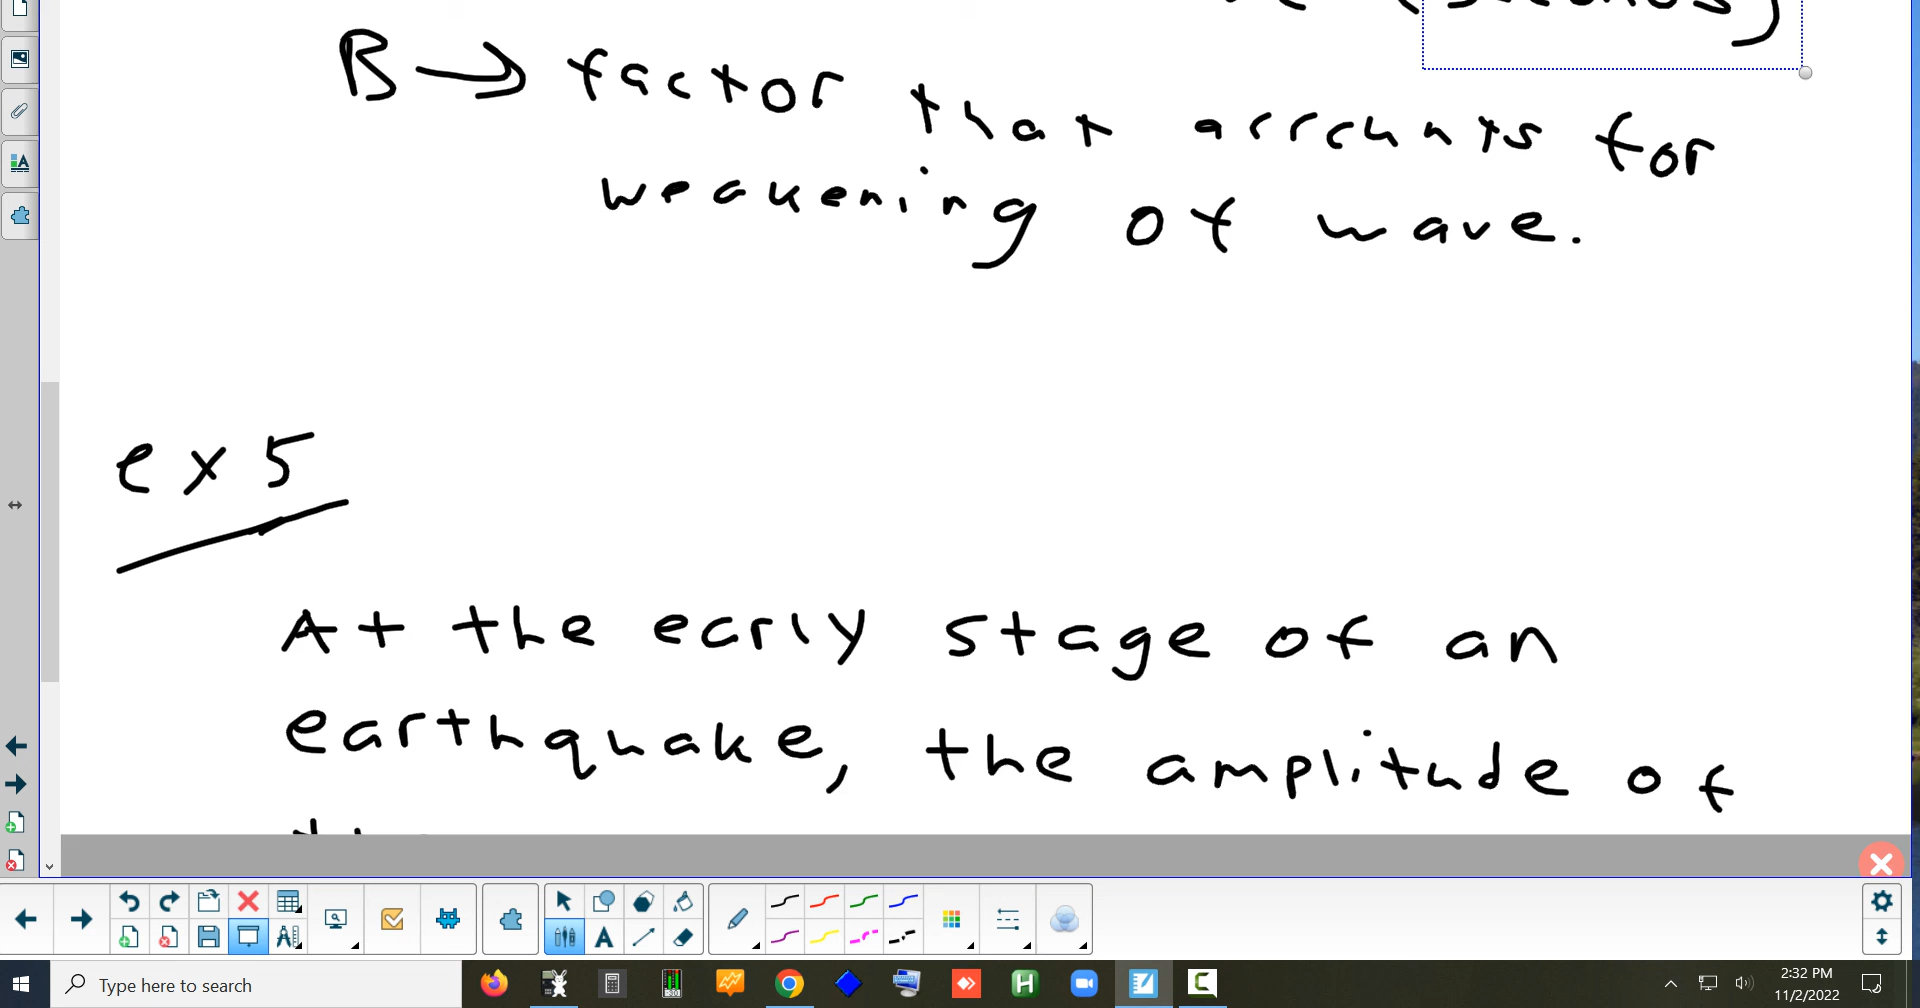 (seconds)
B → factor that accounts for
weakening of wave.
ex 5
At the early stage of an
earthquake, the amplitude of
Type here to search
2:32 PM
11/2/2022